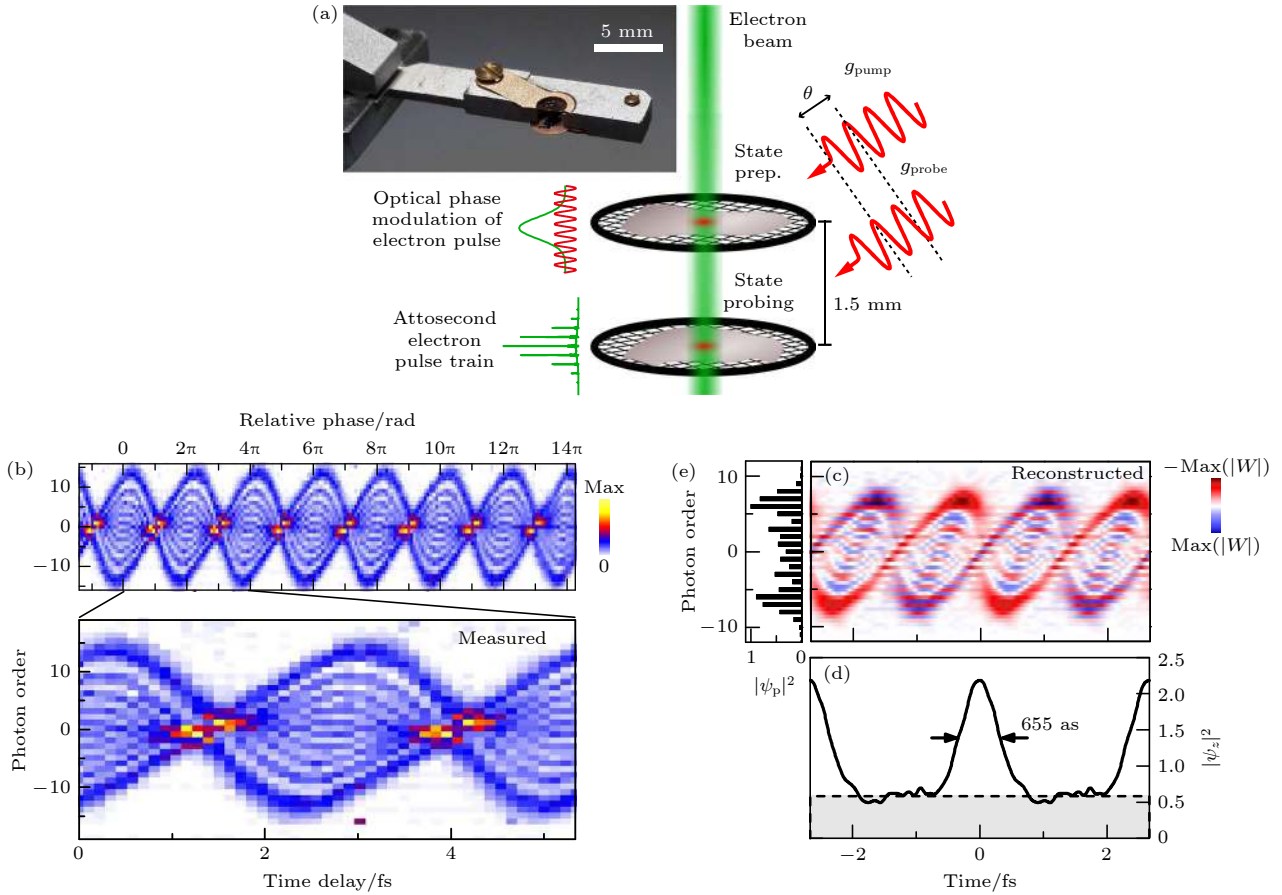 (a)
5 mm
Electron
beam
g_pump
θ
State
prep.
g_probe
Optical phase
modulation of
electron pulse
State
probing
1.5 mm
Attosecond
electron
pulse train
Relative phase/rad
(b)
0 2π 4π 6π 8π 10π 12π 14π
10
0
−10
Max
0
Measured
Photon order
10
0
−10
0 2 4
Time delay/fs
(e)
(c)
Reconstructed
−Max(|W|)
Max(|W|)
Photon order
10
0
−10
1 0
|ψ_p|²
−2 0 2
(d)
655 as
2.5
2.0
1.5
1.0
0.5
0
|ψ_z|²
−2 0 2
Time/fs